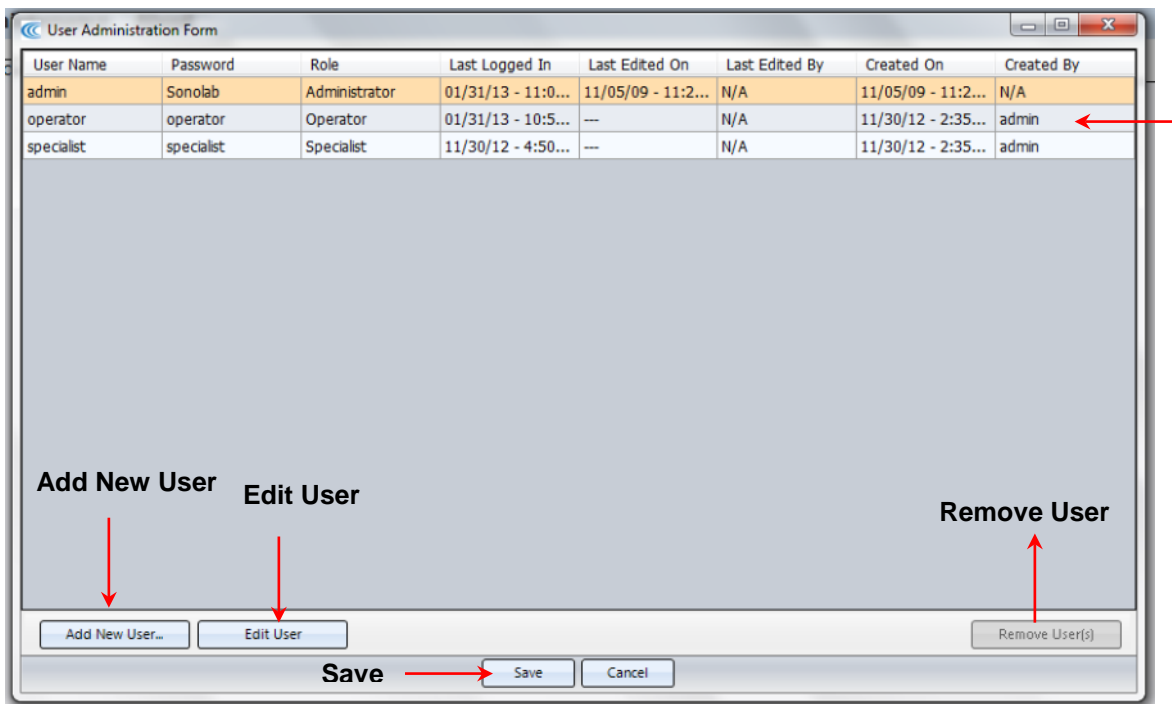 User Administration Form
User Name Password Role Last Logged In Last Edited On Last Edited By Created On Created By
admin Sonolab Administrator 01/31/13 - 11:0... 11/05/09 - 11:2... N/A 11/05/09 - 11:2... N/A
operator operator Operator 01/31/13 - 10:5... --- N/A 11/30/12 - 2:35... admin
specialist specialist Specialist 11/30/12 - 4:50... --- N/A 11/30/12 - 2:35... admin
Add New User Edit User
Remove User
Add New User... Edit User Remove User(s)
Save Save Cancel